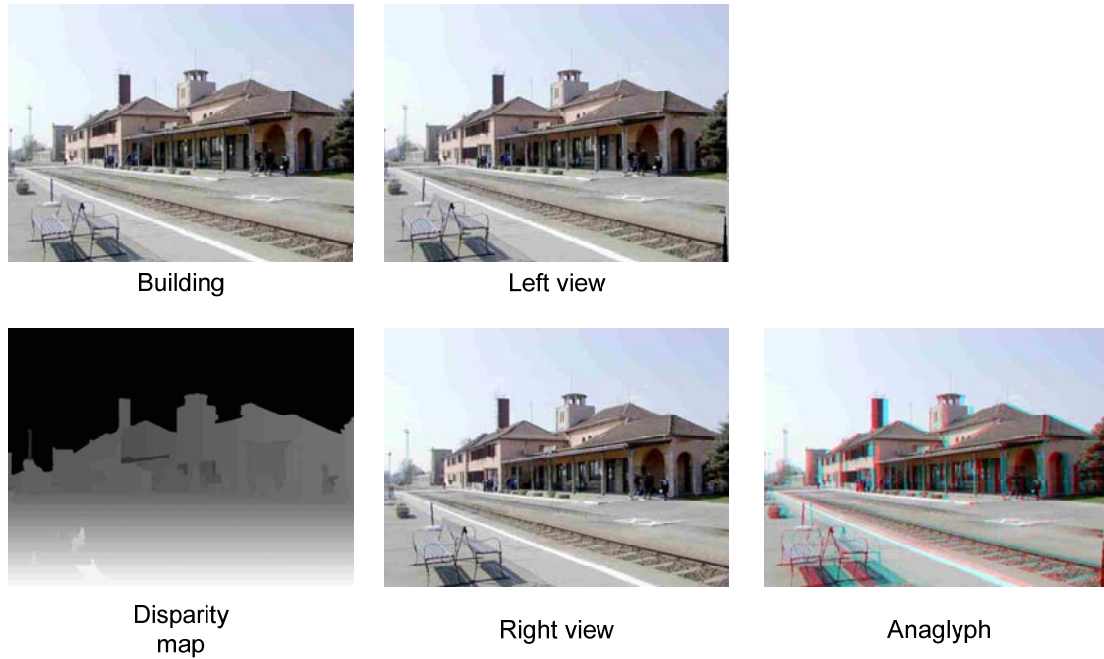 Building
Left view
Disparity
map
Right view
Anaglyph